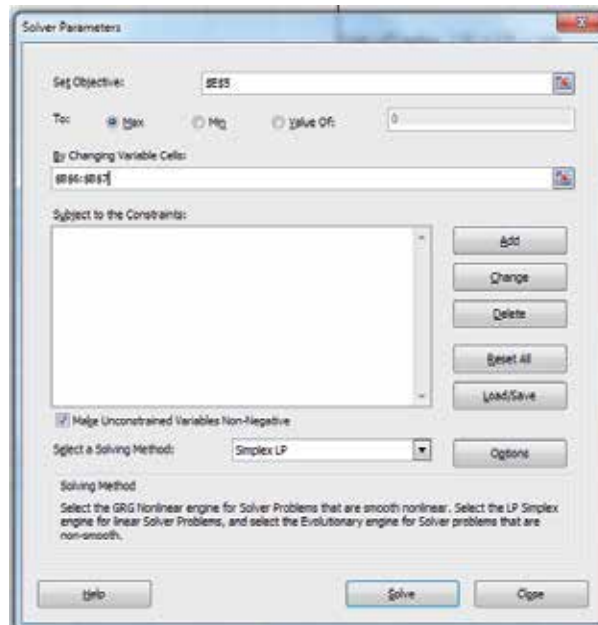 Solver Parameters
Set Objective:
To: Max Min Value Of: 0
By Changing Variable Cells:
Subject to the Constraints:
Add
Change
Delete
Reset All
Load/Save
Make Unconstrained Variables Non-Negative
Select a Solving Method: Simplex LP Options
Solving Method
Select the GRG Nonlinear engine for Solver Problems that are smooth nonlinear. Select the LP Simplex
engine for linear Solver Problems, and select the Evolutionary engine for Solver problems that are
non-smooth.
Help Solve Close